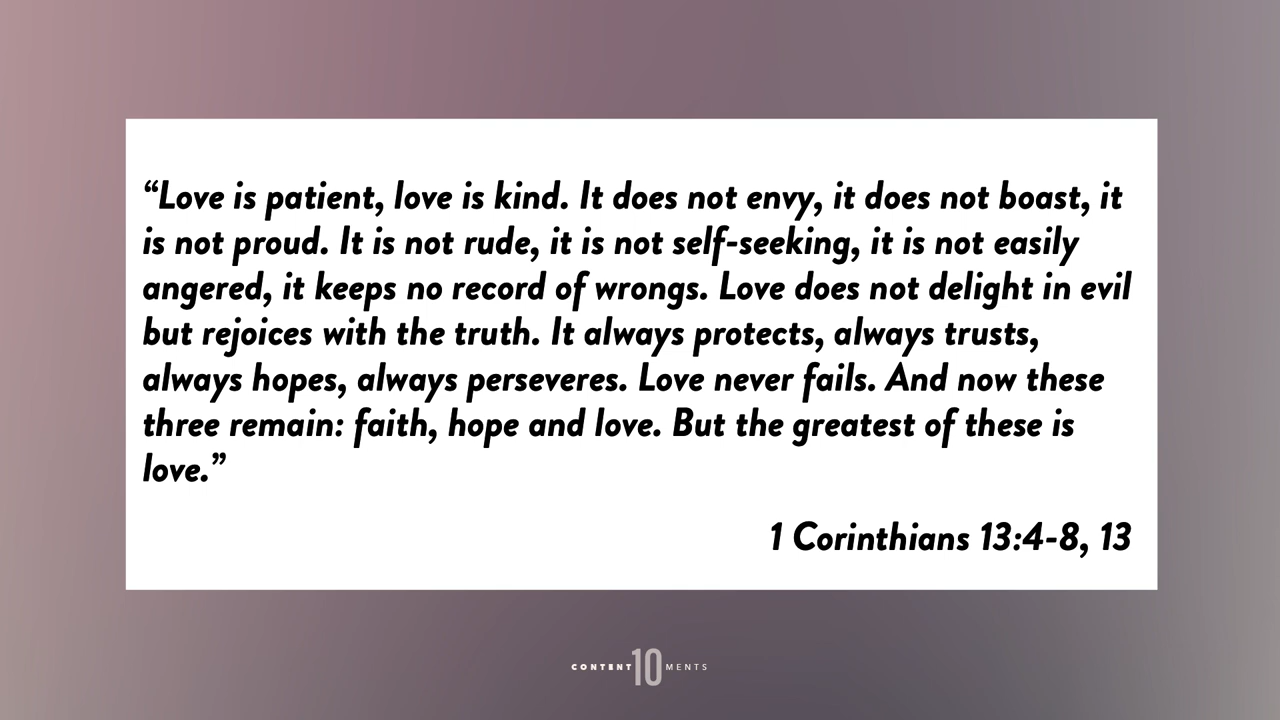 “Love is patient, love is kind. It does not envy, it does not boast, it
is not proud. It is not rude, it is not self-seeking, it is not easily
angered, it keeps no record of wrongs. Love does not delight in evil
but rejoices with the truth. It always protects, always trusts,
always hopes, always perseveres. Love never fails. And now these
three remain: faith, hope and love. But the greatest of these is
love.”
1 Corinthians 13:4-8, 13
CONTENT10MENTS